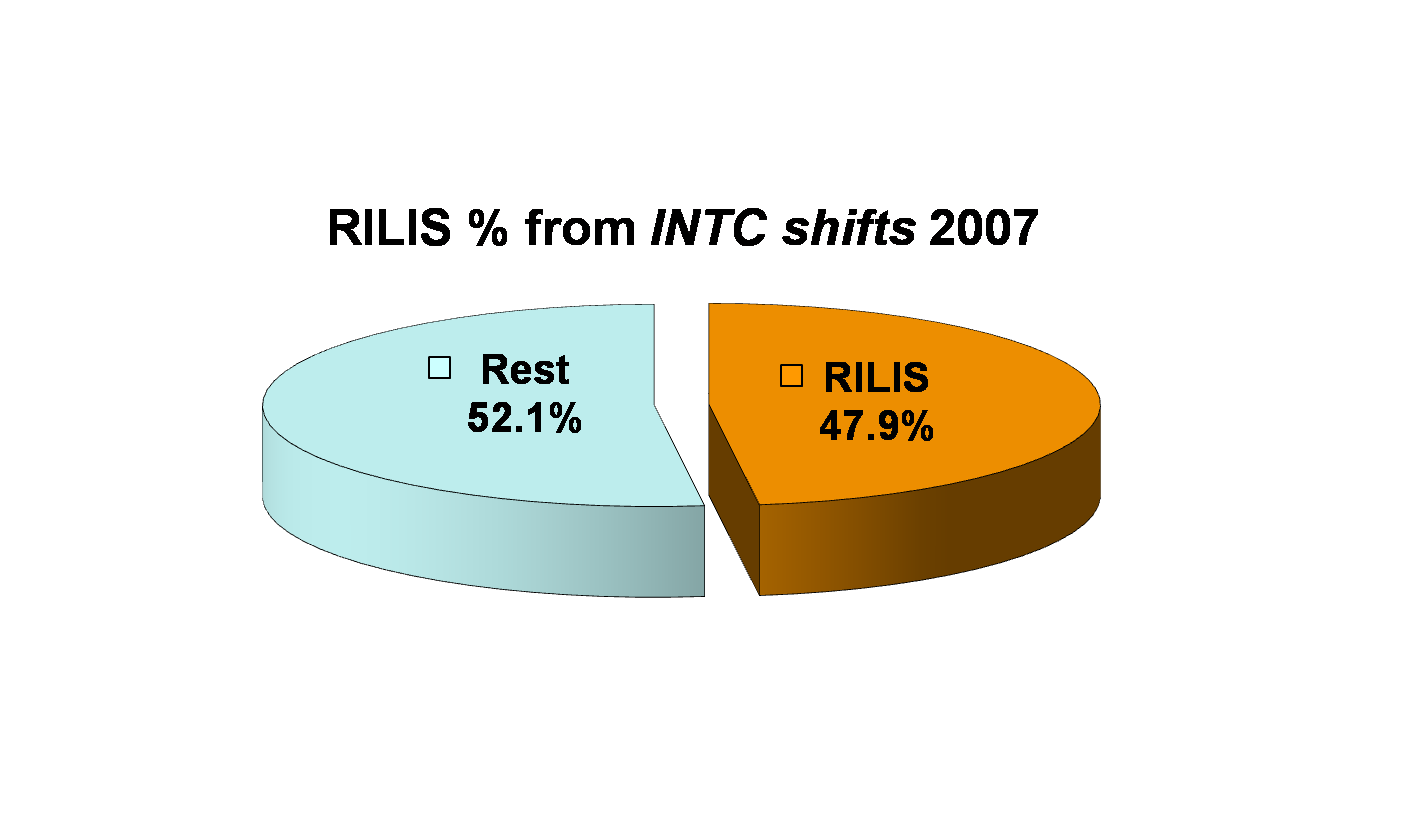 RILIS % from INTC shifts 2007
Rest
52.1%
RILIS
47.9%